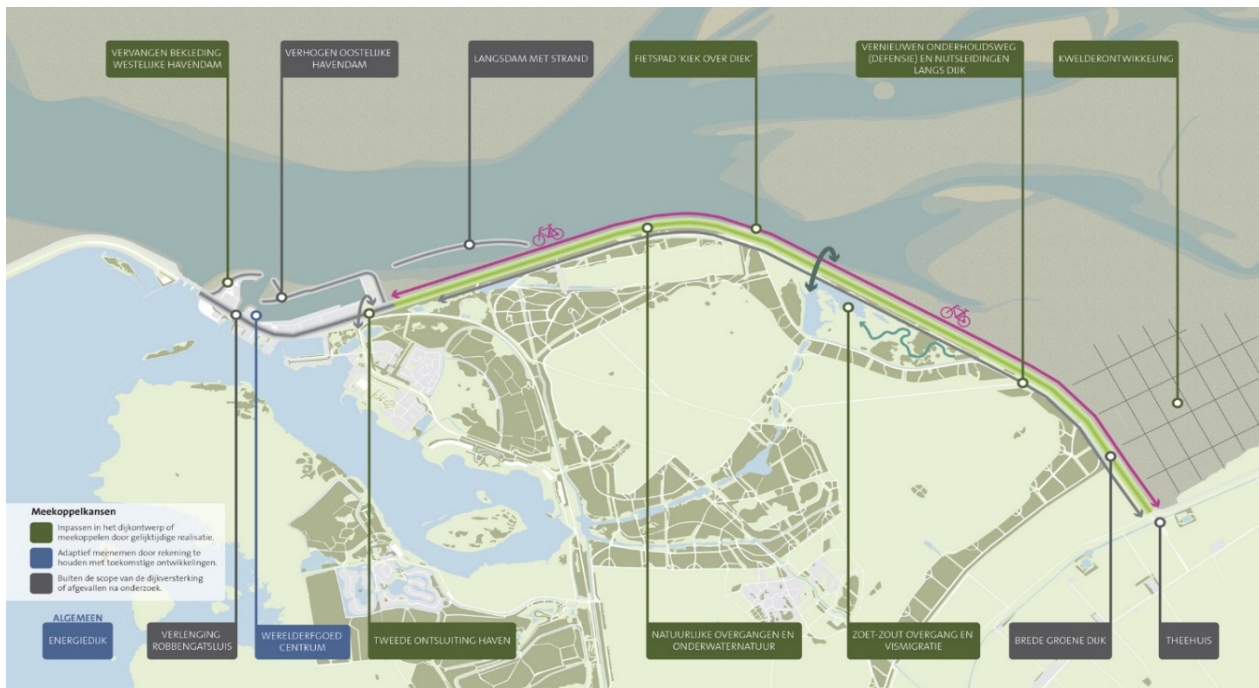 VERVANGEN BEKLEDING
WESTELIJKE HAVENDAM
VERHOGEN OOSTELIJKE
HAVENDAM
LANGSDAM MET STRAND
FIETSPAD 'KIEK OVER DIEK'
VERNIEUWEN ONDERHOUDSWEG
(DEFENSIE) EN NUTSLEIDINGEN
LANGS DIJK
KWELDERONTWIKKELING
Meekoppelkansen
Inpassen in het dijkontwerp of
meekoppelen door gelijktijdige realisatie.
Adaptief meenemen door rekening te
houden met toekomstige ontwikkelingen.
Buiten de scope van de dijkversterking
of afgevallen na onderzoek.
ALGEMEEN
ENERGIEDIJK
VERLENGING
ROBBENGATSLUIS
WERELDERFGOED
CENTRUM
TWEEDE ONTSLUITING HAVEN
NATUURLIJKE OVERGANGEN EN
ONDERWATERNATUUR
ZOET-ZOUT OVERGANG EN
VISMIGRATIE
BREDE GROENE DIJK
THEEHUIS